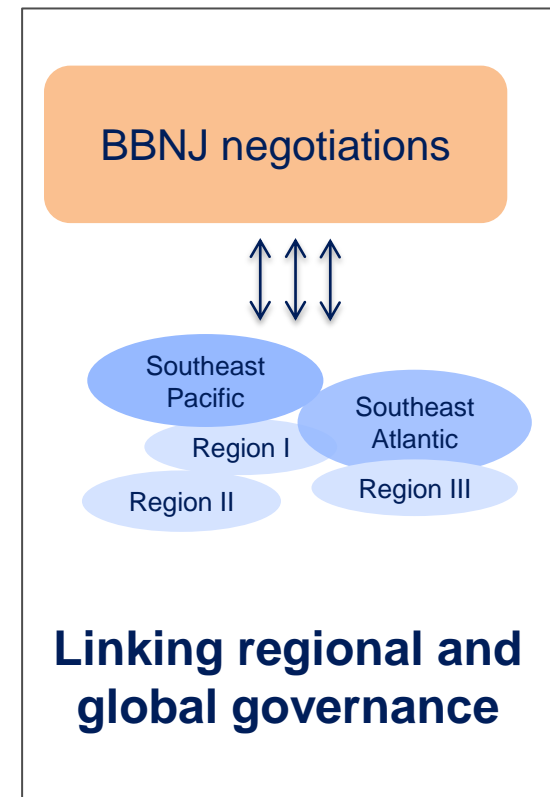 BBNJ negotiations
Southeast
Pacific
Southeast
Atlantic
Region I
Region II
Region III
Linking regional and
global governance